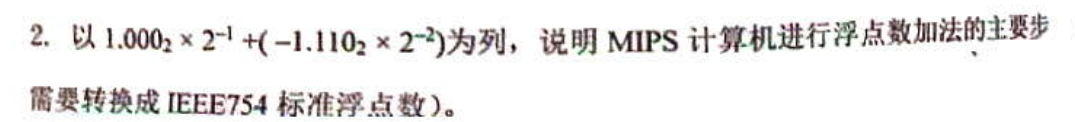 2. 以 1.000₂ × 2⁻¹ +( −1.110₂ × 2⁻²)为列，说明 MIPS 计算机进行浮点数加法的主要步
需要转换成 IEEE754 标准浮点数）。